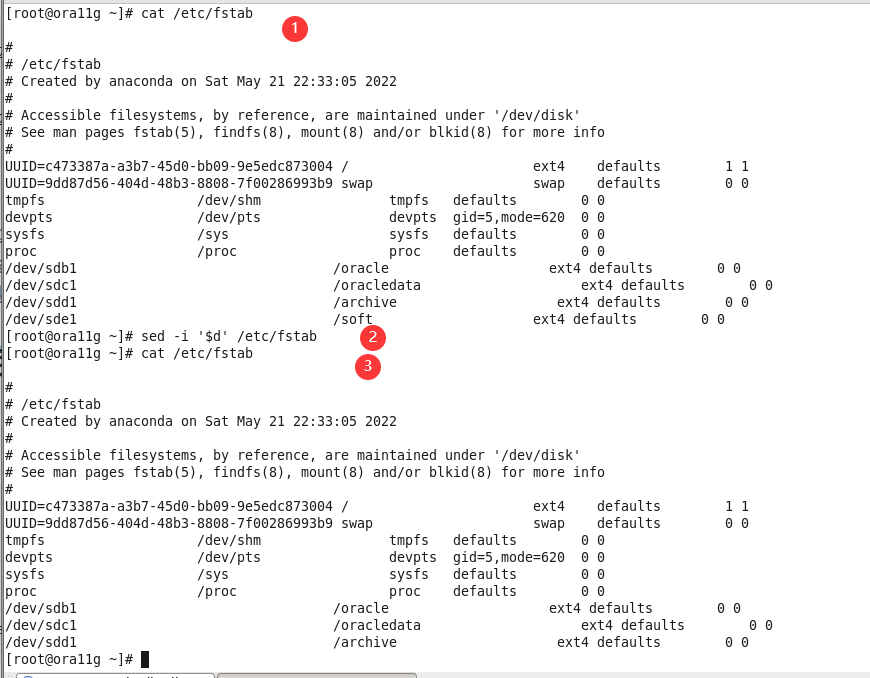 [root@ora11g ~]# cat /etc/fstab
1
#
# /etc/fstab
# Created by anaconda on Sat May 21 22:33:05 2022
#
# Accessible filesystems, by reference, are maintained under '/dev/disk'
# See man pages fstab(5), findfs(8), mount(8) and/or blkid(8) for more info
#
UUID=c473387a-a3b7-45d0-bb09-9e5edc873004 /                       ext4    defaults        1 1
UUID=9dd87d56-404d-48b3-8808-7f00286993b9 swap                    swap    defaults        0 0
tmpfs                   /dev/shm                tmpfs   defaults        0 0
devpts                  /dev/pts                devpts  gid=5,mode=620  0 0
sysfs                   /sys                    sysfs   defaults        0 0
proc                    /proc                   proc    defaults        0 0
/dev/sdb1                                /oracle                    ext4 defaults        0 0
/dev/sdc1                                /oracledata                    ext4 defaults        0 0
/dev/sdd1                                /archive                    ext4 defaults        0 0
/dev/sde1                                /soft                    ext4 defaults        0 0
[root@ora11g ~]# sed -i '$d' /etc/fstab 2
[root@ora11g ~]# cat /etc/fstab
3
#
# /etc/fstab
# Created by anaconda on Sat May 21 22:33:05 2022
#
# Accessible filesystems, by reference, are maintained under '/dev/disk'
# See man pages fstab(5), findfs(8), mount(8) and/or blkid(8) for more info
#
UUID=c473387a-a3b7-45d0-bb09-9e5edc873004 /                       ext4    defaults        1 1
UUID=9dd87d56-404d-48b3-8808-7f00286993b9 swap                    swap    defaults        0 0
tmpfs                   /dev/shm                tmpfs   defaults        0 0
devpts                  /dev/pts                devpts  gid=5,mode=620  0 0
sysfs                   /sys                    sysfs   defaults        0 0
proc                    /proc                   proc    defaults        0 0
/dev/sdb1                                /oracle                    ext4 defaults        0 0
/dev/sdc1                                /oracledata                    ext4 defaults        0 0
/dev/sdd1                                /archive                    ext4 defaults        0 0
[root@ora11g ~]#